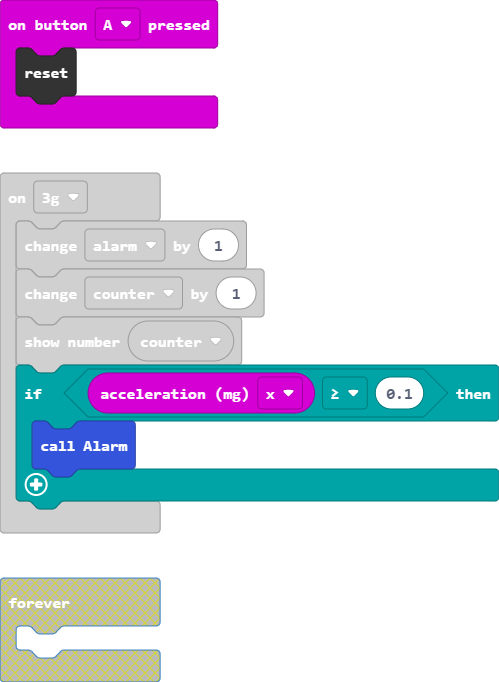 on button A pressed
reset
on 3g
change alarm by 1
change counter by 1
show number counter
if acceleration (mg) x ≥ 0.1 then
call Alarm
forever